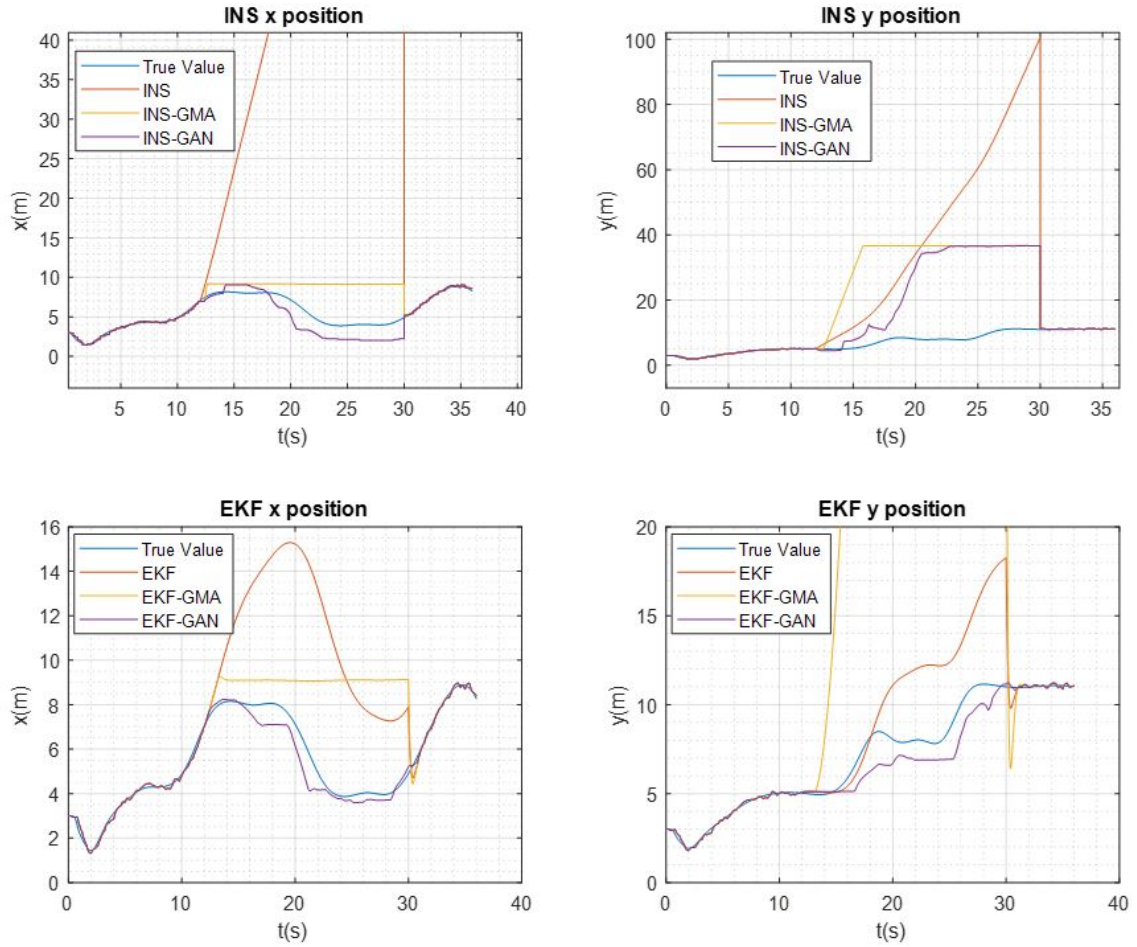 INS x position
40
35
30
25
20
15
10
5
0
x(m)
True Value
INS
INS-GMA
INS-GAN
5 10 15 20 25 30 35 40
t(s)
INS y position
100
80
60
40
20
0
y(m)
True Value
INS
INS-GMA
INS-GAN
0 5 10 15 20 25 30 35
t(s)
EKF x position
16
14
12
10
8
6
4
2
0
x(m)
True Value
EKF
EKF-GMA
EKF-GAN
0 10 20 30 40
t(s)
EKF y position
20
15
10
5
0
y(m)
True Value
EKF
EKF-GMA
EKF-GAN
0 10 20 30 40
t(s)